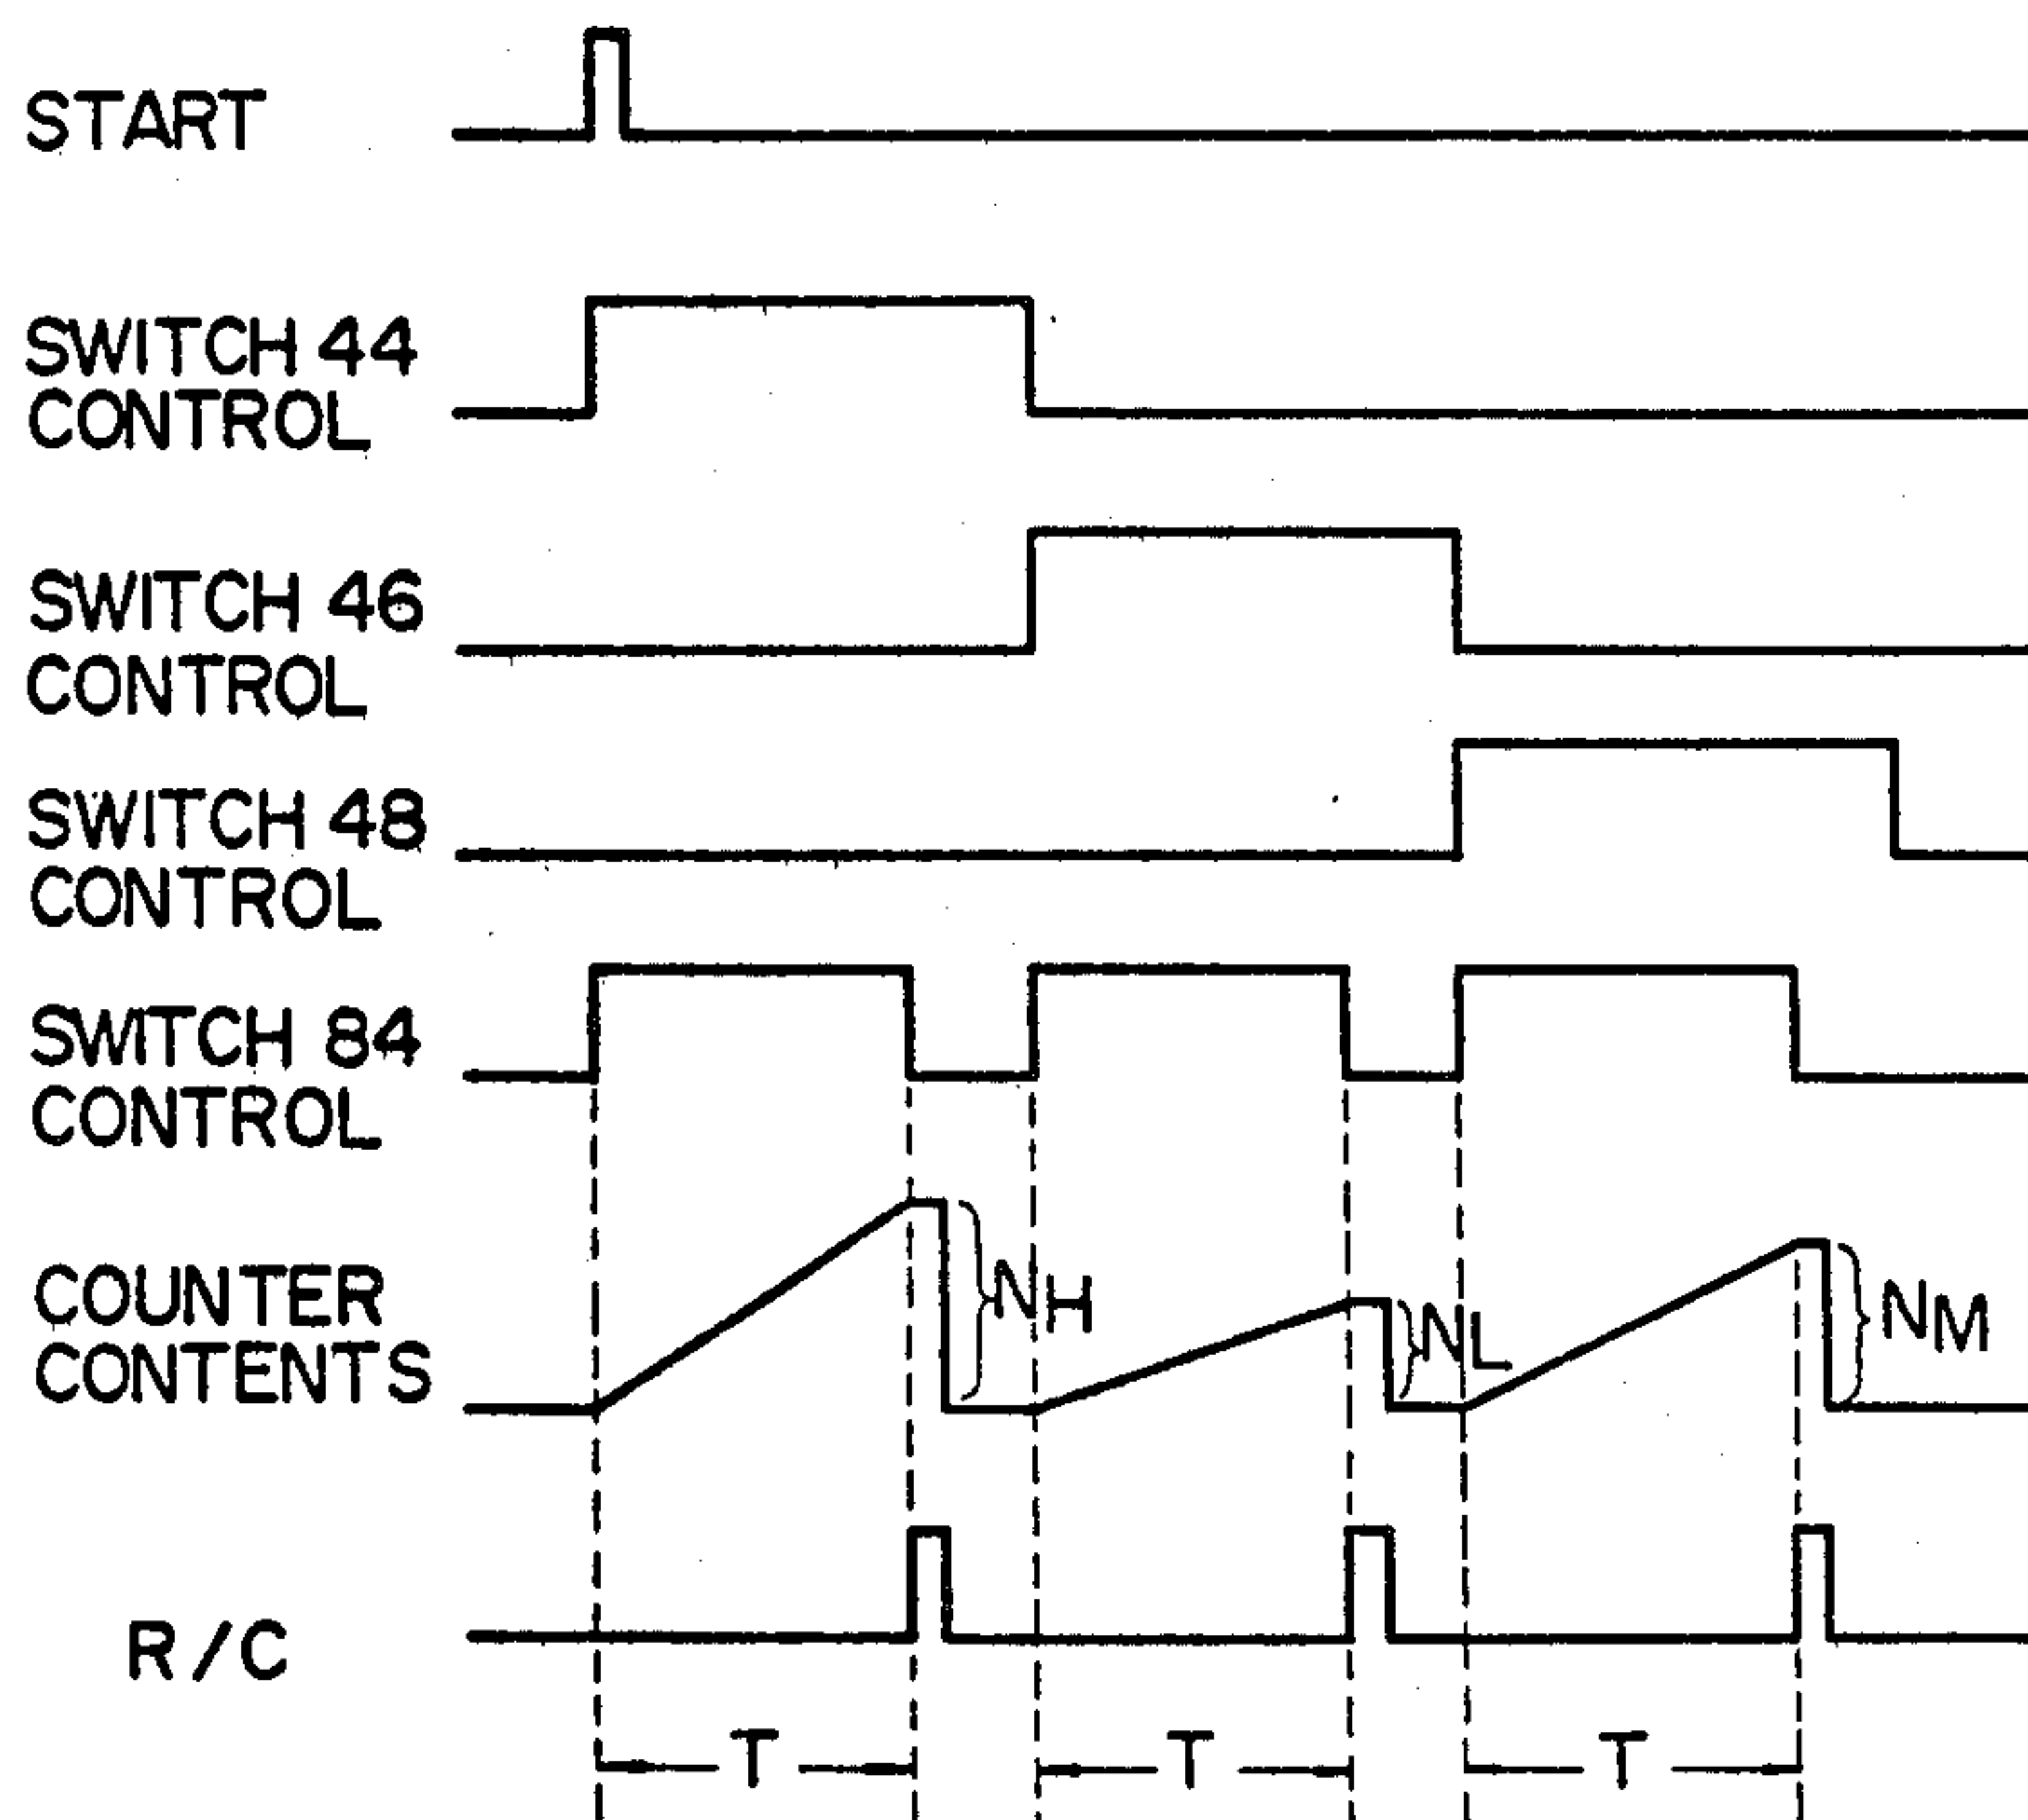 START
SWITCH 44
CONTROL
SWITCH 46
CONTROL
SWITCH 48
CONTROL
SWITCH 84
CONTROL
COUNTER
CONTENTS
NH
NL
NM
R/C
T
T
T